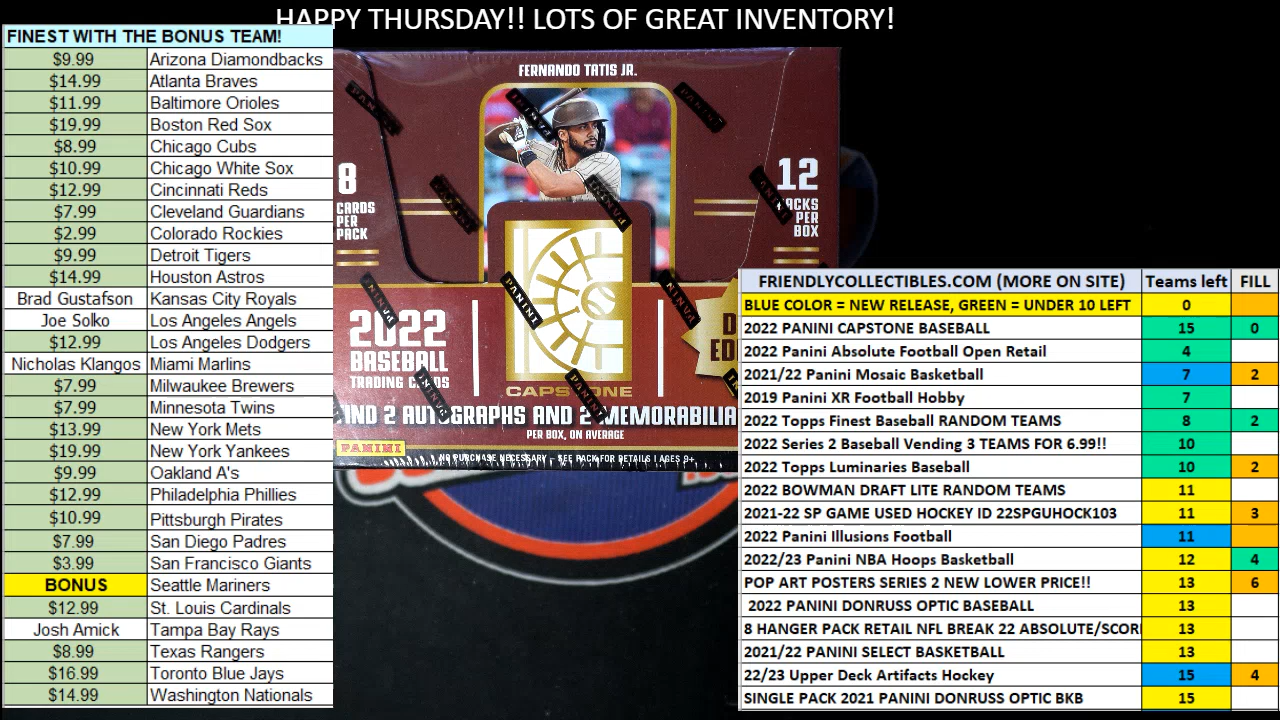 HAPPY THURSDAY!! LOTS OF GREAT INVENTORY!
FINEST WITH THE BONUS TEAM!
$9.99 Arizona Diamondbacks
$14.99 Atlanta Braves
$11.99 Baltimore Orioles
$19.99 Boston Red Sox
$8.99 Chicago Cubs
$10.99 Chicago White Sox
$12.99 Cincinnati Reds
$7.99 Cleveland Guardians
$2.99 Colorado Rockies
$9.99 Detroit Tigers
$14.99 Houston Astros
Brad Gustafson Kansas City Royals
Joe Solko Los Angeles Angels
$12.99 Los Angeles Dodgers
Nicholas Klangos Miami Marlins
$7.99 Milwaukee Brewers
$7.99 Minnesota Twins
$13.99 New York Mets
$19.99 New York Yankees
$9.99 Oakland A's
$12.99 Philadelphia Phillies
$10.99 Pittsburgh Pirates
$7.99 San Diego Padres
$3.99 San Francisco Giants
BONUS Seattle Mariners
$12.99 St. Louis Cardinals
Josh Amick Tampa Bay Rays
$8.99 Texas Rangers
$16.99 Toronto Blue Jays
$14.99 Washington Nationals
FERNANDO TATIS JR.
8
CARDS
PER
PACK
12
PACKS
PER
BOX
2022
BASEBALL
TRADING CARDS
CAPSTONE
FIND 2 AUTOGRAPHS AND 2 MEMORABILIA
PER BOX, ON AVERAGE
PANINI
NO PURCHASE NECESSARY - SEE PACK FOR DETAILS | AGES 9+
FRIENDLYCOLLECTIBLES.COM (MORE ON SITE) Teams left FILL
BLUE COLOR = NEW RELEASE, GREEN = UNDER 10 LEFT 0
2022 PANINI CAPSTONE BASEBALL 15 0
2022 Panini Absolute Football Open Retail 4
2021/22 Panini Mosaic Basketball 7 2
2019 Panini XR Football Hobby 7
2022 Topps Finest Baseball RANDOM TEAMS 8 2
2022 Series 2 Baseball Vending 3 TEAMS FOR 6.99!! 10
2022 Topps Luminaries Baseball 10 2
2022 BOWMAN DRAFT LITE RANDOM TEAMS 11
2021-22 SP GAME USED HOCKEY ID 22SPGUHOCK103 11 3
2022 Panini Illusions Football 11
2022/23 Panini NBA Hoops Basketball 12 4
POP ART POSTERS SERIES 2 NEW LOWER PRICE!! 13 6
2022 PANINI DONRUSS OPTIC BASEBALL 13
8 HANGER PACK RETAIL NFL BREAK 22 ABSOLUTE/SCOR 13
2021/22 PANINI SELECT BASKETBALL 13
22/23 Upper Deck Artifacts Hockey 15 4
SINGLE PACK 2021 PANINI DONRUSS OPTIC BKB 15